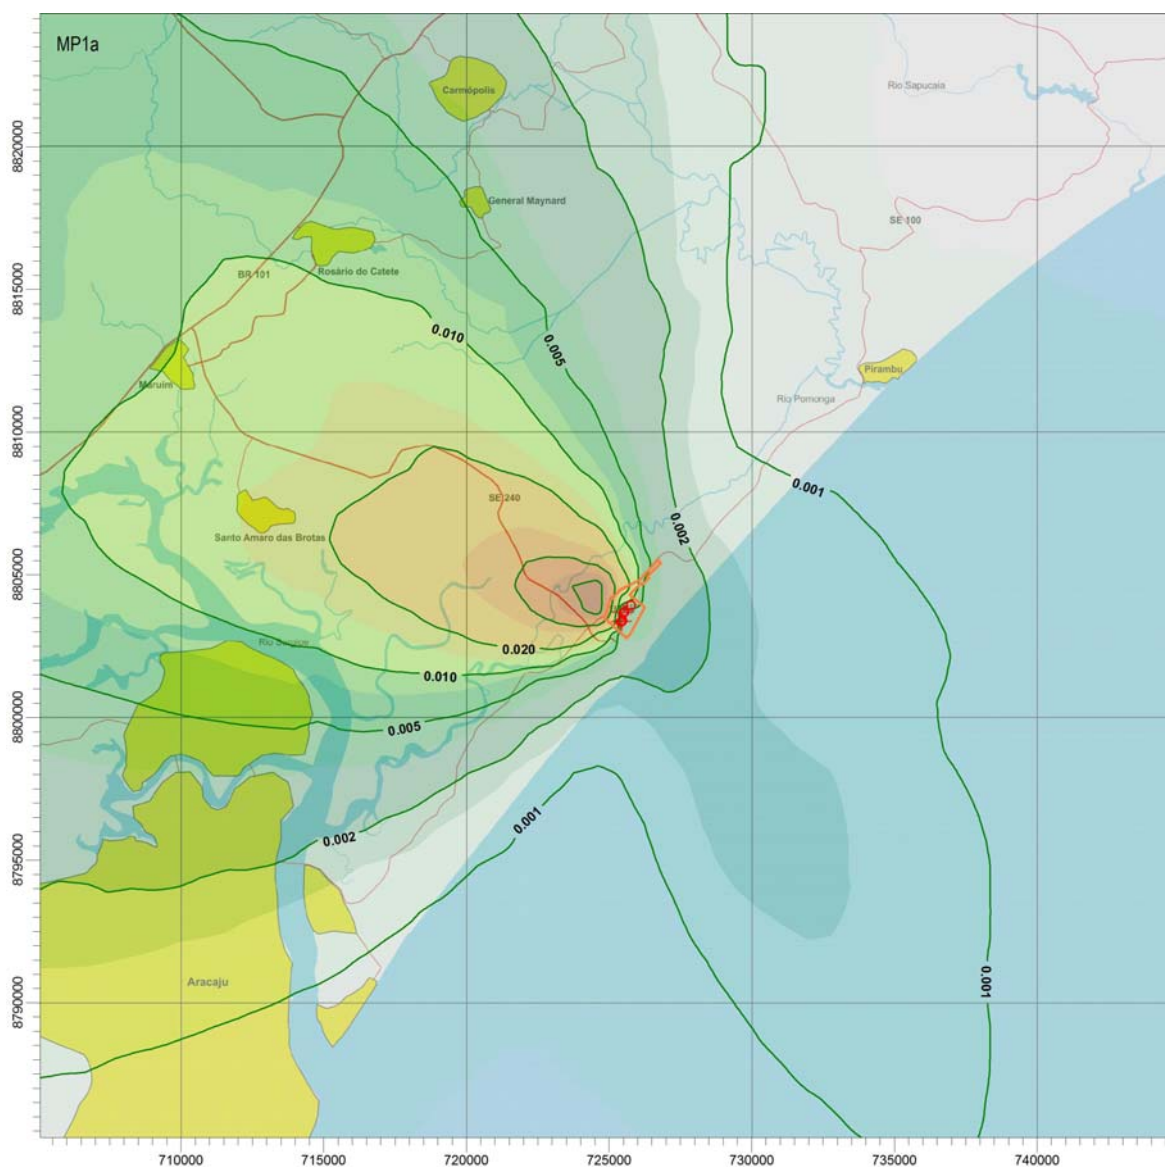 MP1a
Carmópolis
Rio Sapucaia
8820000
General Maynard
SE 100
BR 101
Rosário do Catete
8815000
0.010
0.005
Maruim
Pirambu
Rio Pomonga
8810000
0.001
SE 240
0.002
Santo Amaro das Brotas
8805000
Rio Sergipe
0.020
0.010
8800000
0.005
0.001
0.002
8795000
Aracaju
0.001
8790000
710000
715000
720000
725000
730000
735000
740000